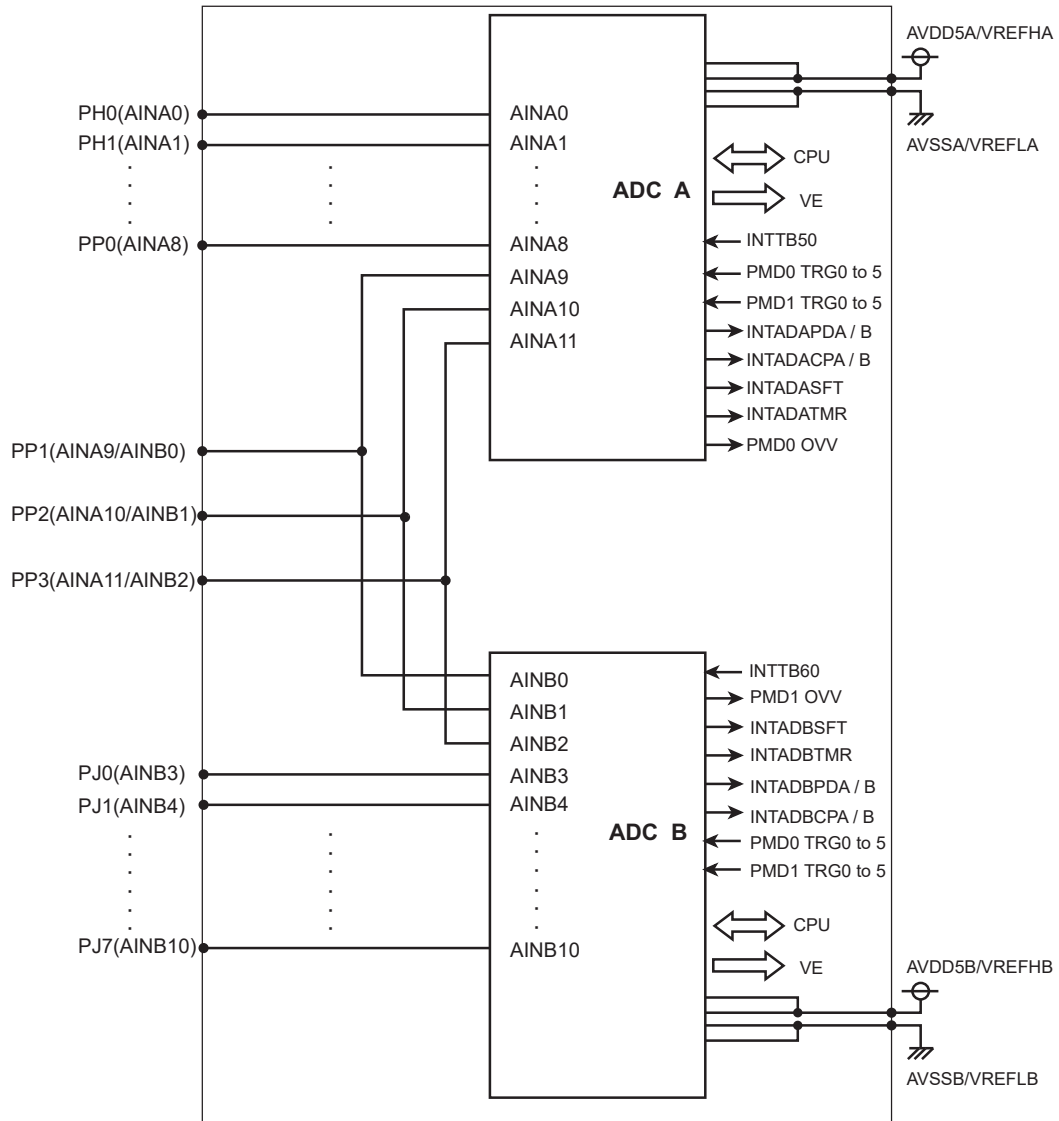 AVDD5A/VREFHA
PH0(AINA0)
AINA0
PH1(AINA1)
AINA1
AVSSA/VREFLA
CPU
ADC A
VE
PP0(AINA8)
AINA8
INTTB50
AINA9
PMD0 TRG0 to 5
AINA10
PMD1 TRG0 to 5
AINA11
INTADAPDA / B
INTADACPA / B
INTADASFT
INTADATMR
PMD0 OVV
PP1(AINA9/AINB0)
PP2(AINA10/AINB1)
PP3(AINA11/AINB2)
AINB0
INTTB60
PMD1 OVV
AINB1
INTADBSFT
AINB2
INTADBTMR
PJ0(AINB3)
AINB3
INTADBPDA / B
PJ1(AINB4)
AINB4
INTADBCPA / B
ADC B
PMD0 TRG0 to 5
PMD1 TRG0 to 5
CPU
PJ7(AINB10)
AINB10
VE
AVDD5B/VREFHB
AVSSB/VREFLB